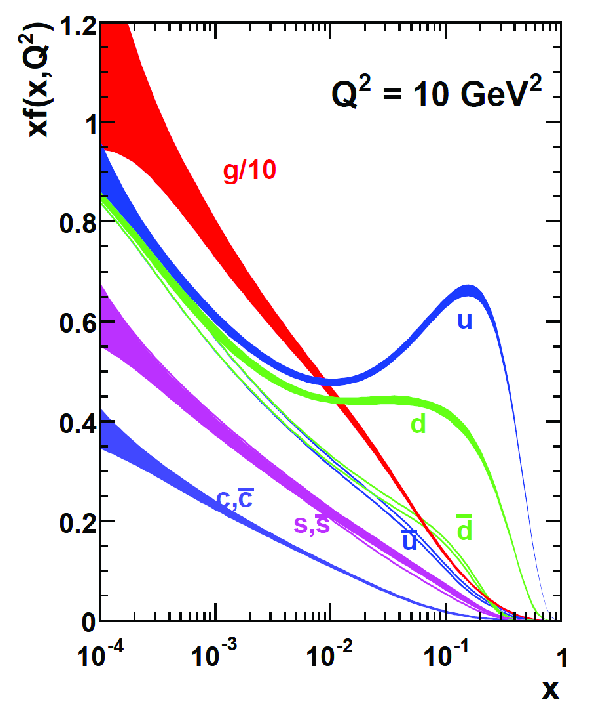 xf(x,Q²)
1.2
1
0.8
0.6
0.4
0.2
0
Q² = 10 GeV²
g/10
u
d
c,c̅
s,s̅
u̅
d̅
10⁻⁴
10⁻³
10⁻²
10⁻¹
1
x